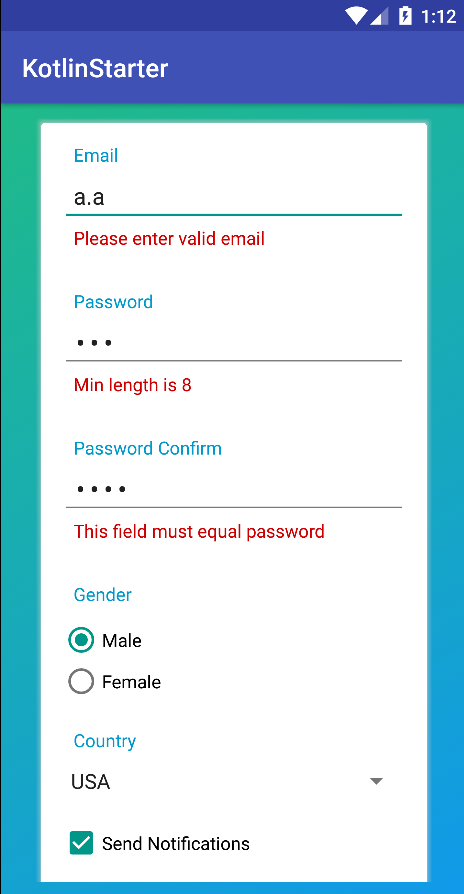 1:12
KotlinStarter
Email
a.a
Please enter valid email
Password
•••
Min length is 8
Password Confirm
••••
This field must equal password
Gender
Male
Female
Country
USA
Send Notifications